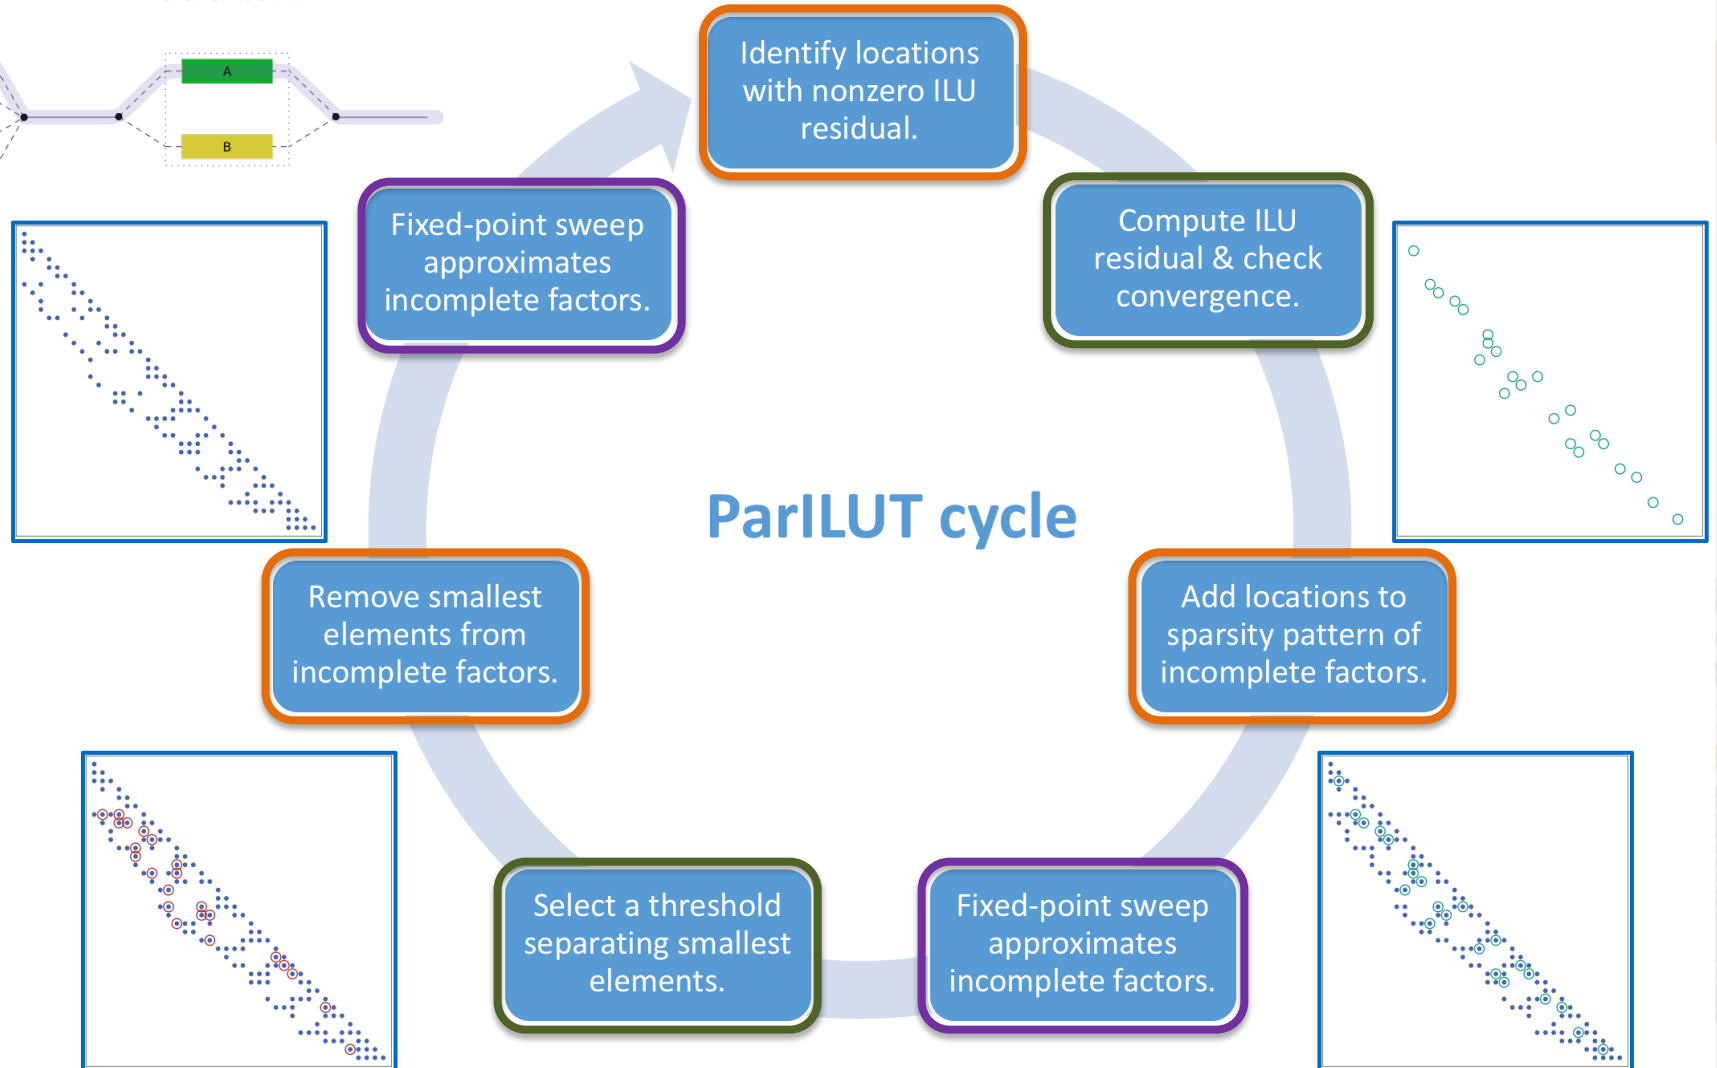 A
B
Identify locations
with nonzero ILU
residual.
Compute ILU
residual & check
convergence.
Add locations to
sparsity pattern of
incomplete factors.
Fixed-point sweep
approximates
incomplete factors.
Select a threshold
separating smallest
elements.
Remove smallest
elements from
incomplete factors.
Fixed-point sweep
approximates
incomplete factors.
ParILUT cycle